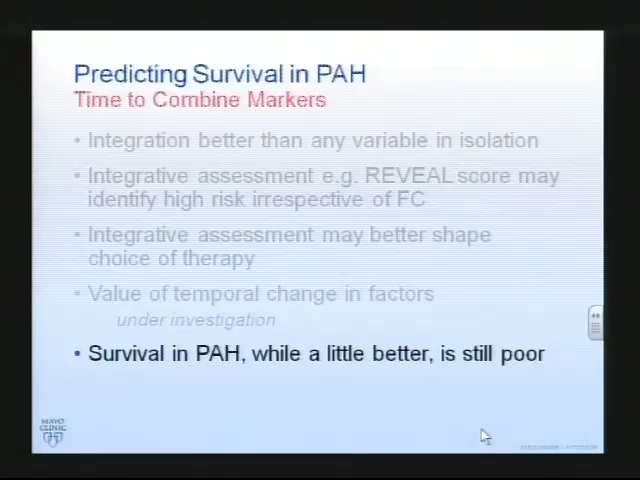 Predicting Survival in PAH
Time to Combine Markers
• Integration better than any variable in isolation
• Integrative assessment e.g. REVEAL score may
identify high risk irrespective of FC
• Integrative assessment may better shape
choice of therapy
• Value of temporal change in factors
under investigation
• Survival in PAH, while a little better, is still poor
MAYO
CLINIC